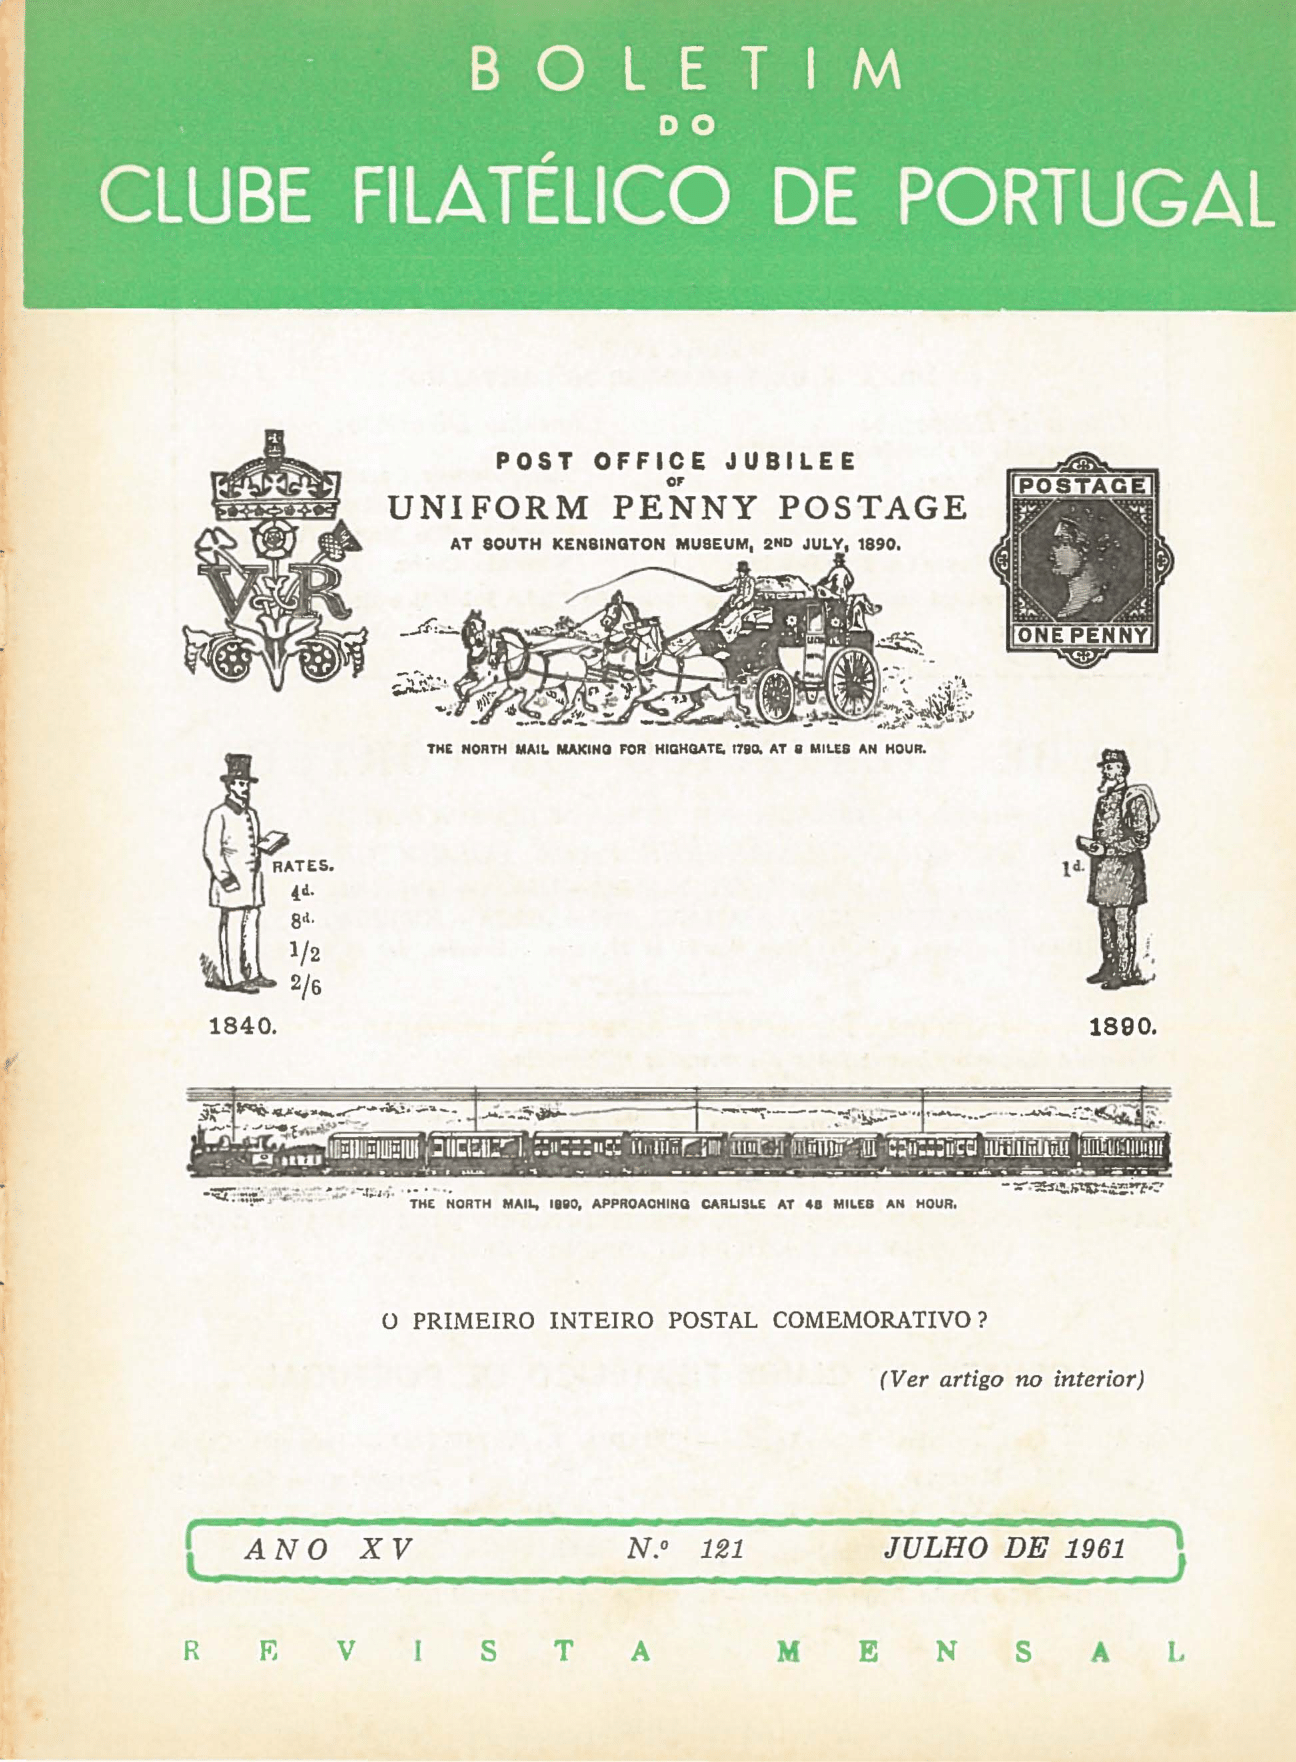 BOLETIM
DO
CLUBE FILATÉLICO DE PORTUGAL
POST OFFICE JUBILEE
OF
UNIFORM PENNY POSTAGE
AT SOUTH KENSINGTON MUSEUM, 2ND JULY, 1890.
VR
POSTAGE
ONE PENNY
THE NORTH MAIL MAKING FOR HIGHGATE, 1790, AT 8 MILES AN HOUR.
RATES.
4d.
8d.
1/2
2/6
1840.
1d.
1890.
THE NORTH MAIL, 1890, APPROACHING CARLISLE AT 48 MILES AN HOUR.
O PRIMEIRO INTEIRO POSTAL COMEMORATIVO?
(Ver artigo no interior)
ANO XV N.º 121 JULHO DE 1961
REVISTA MENSAL